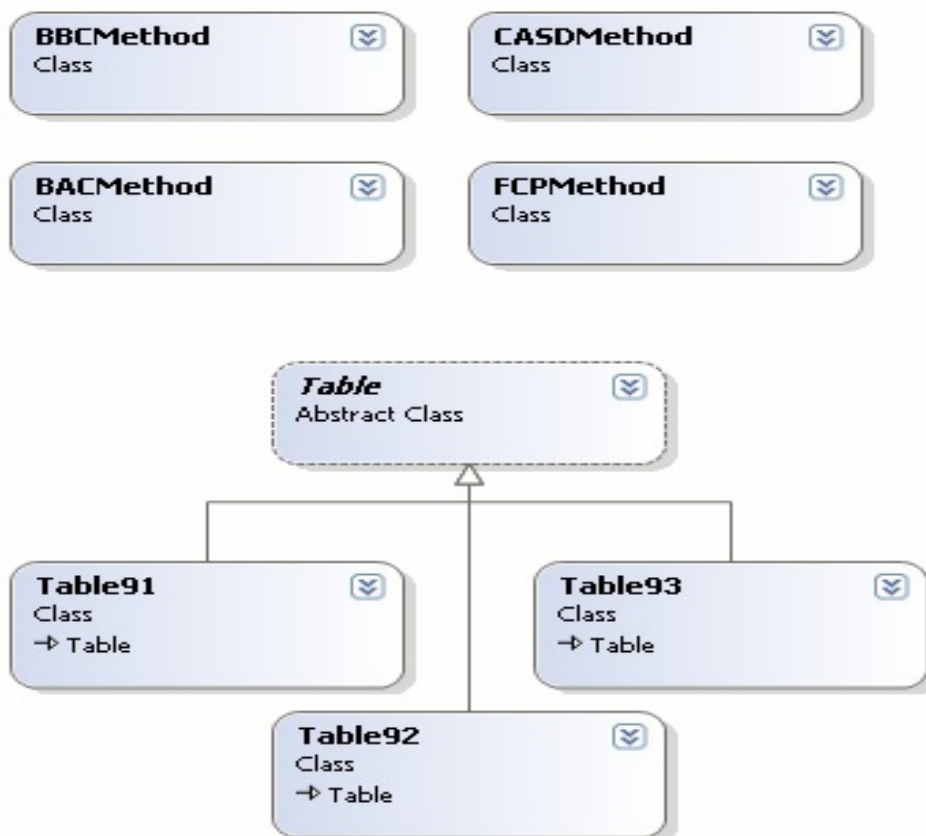 BBCMethod
Class
CASDMethod
Class
BACMethod
Class
FCPMethod
Class
Table
Abstract Class
Table91
Class
Table
Table93
Class
Table
Table92
Class
Table